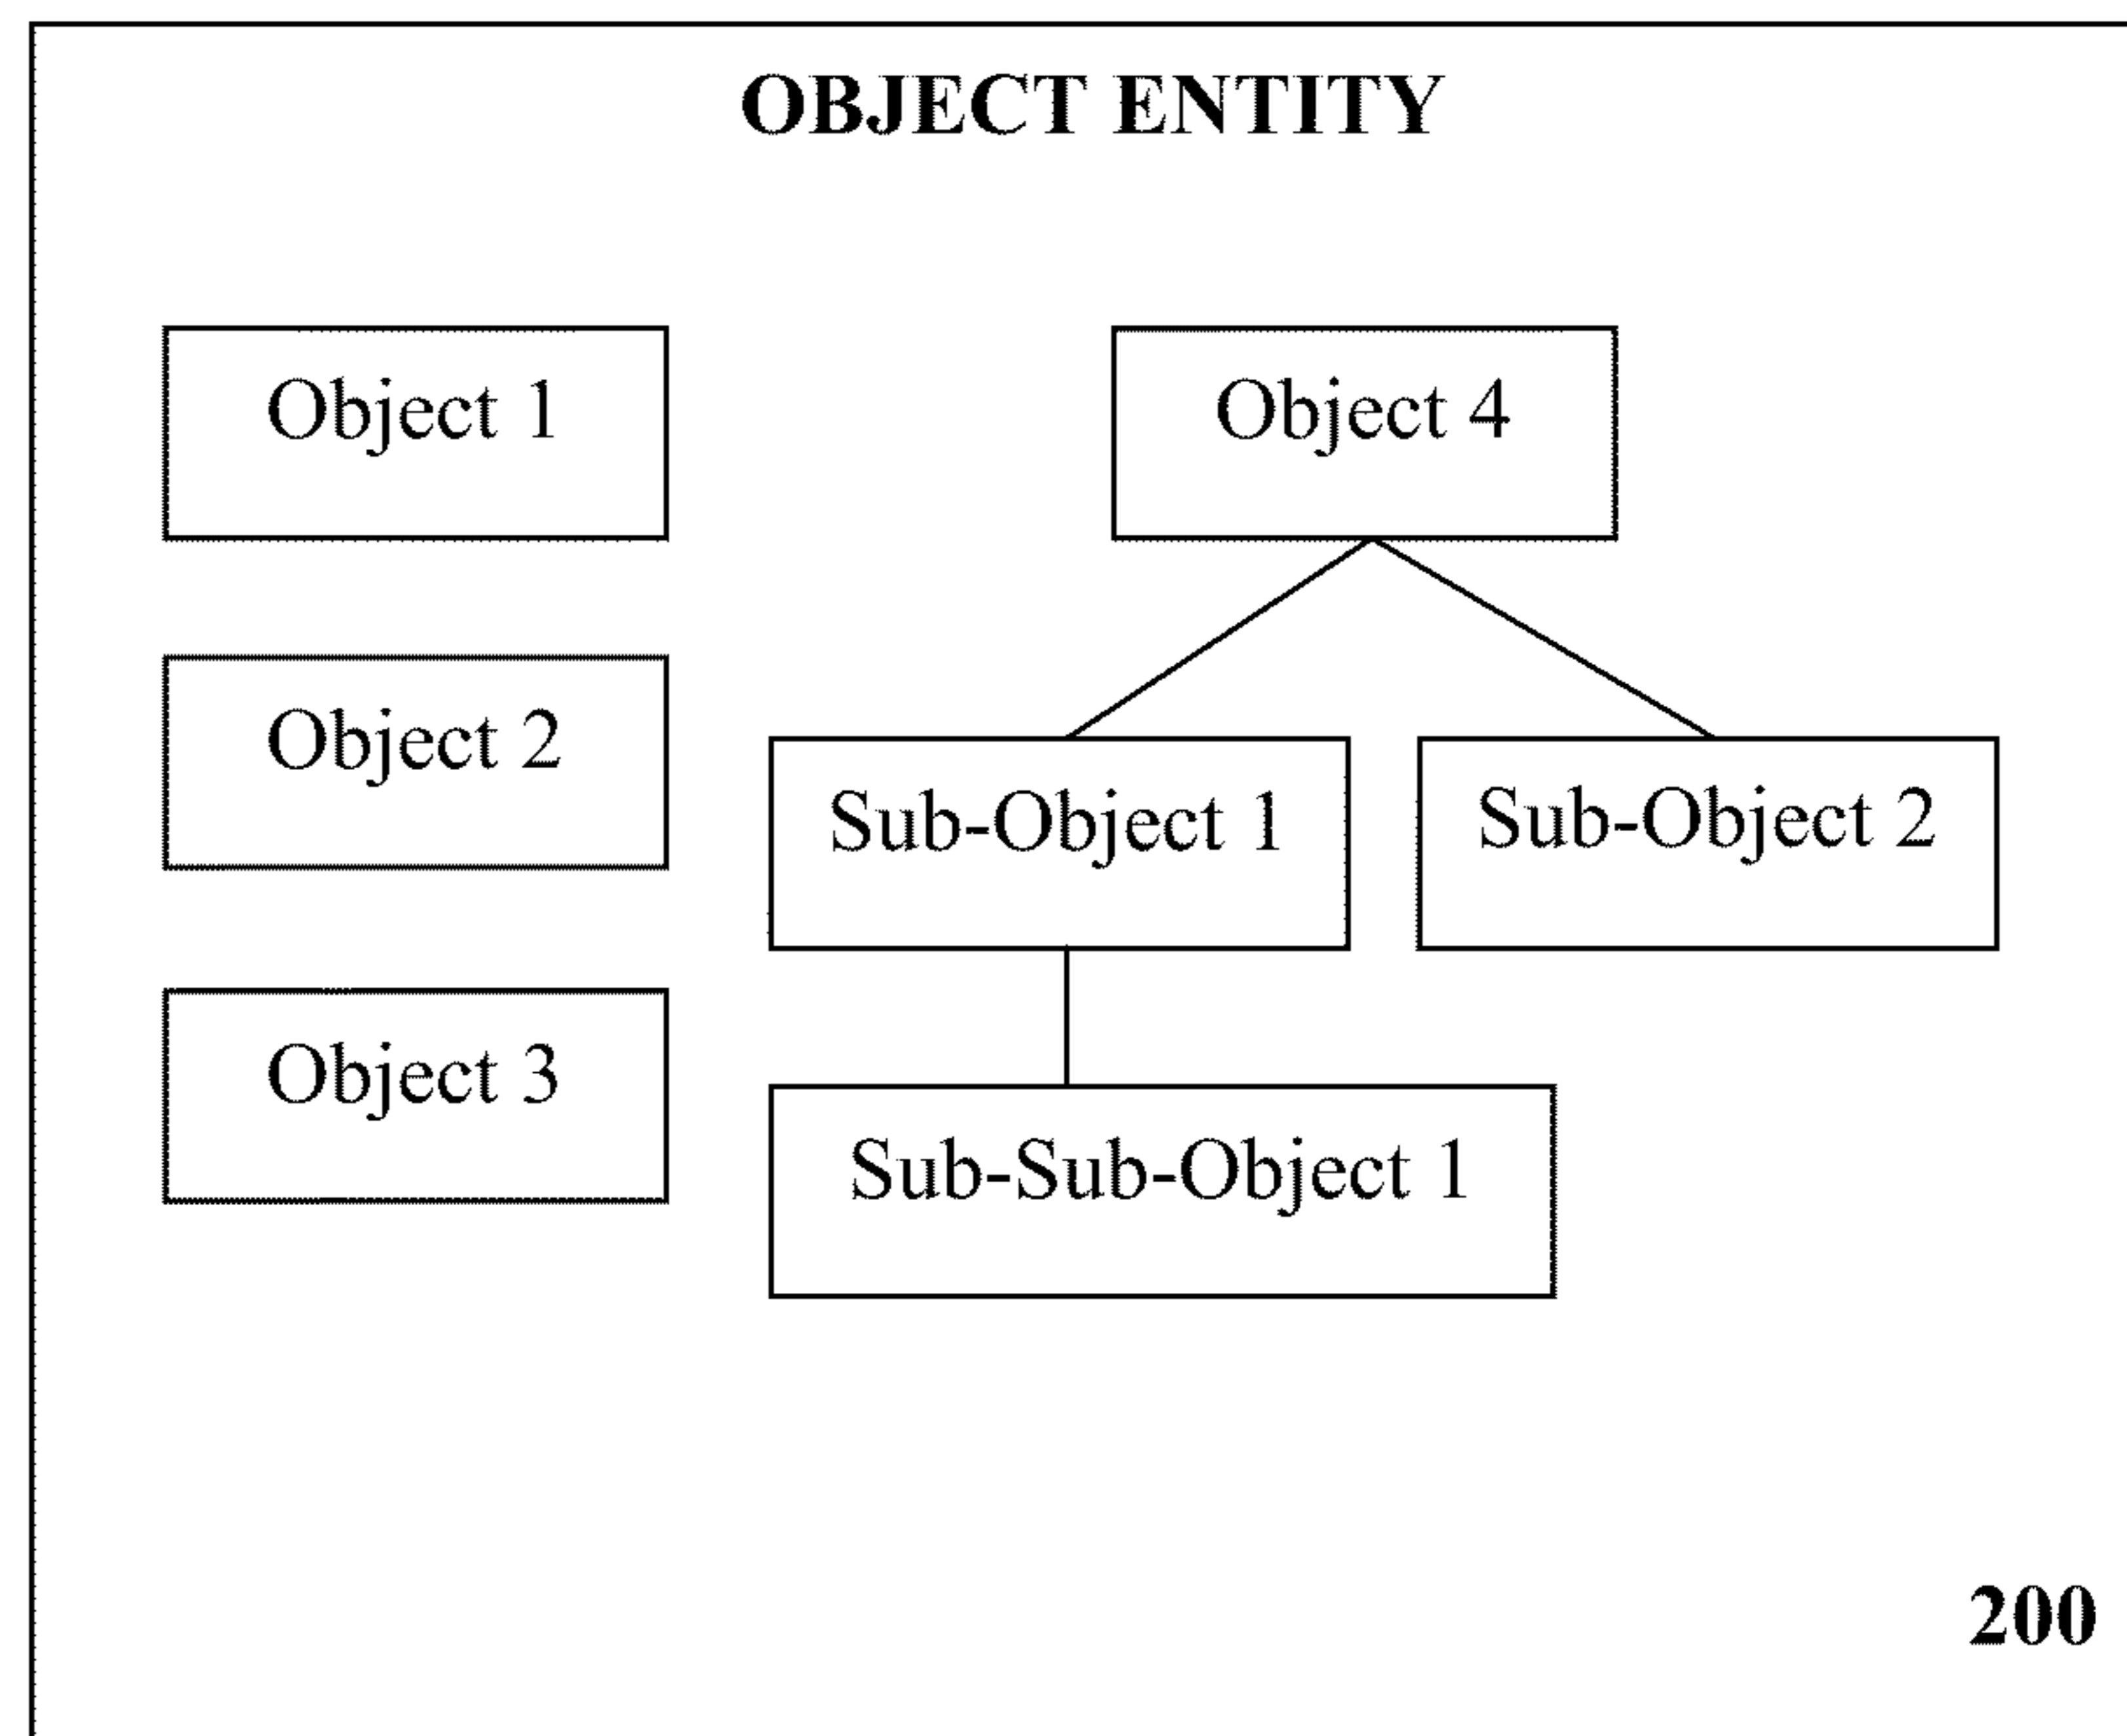 OBJECT ENTITY
Object 1
Object 4
Object 2
Sub-Object 1
Sub-Object 2
Object 3
Sub-Sub-Object 1
200